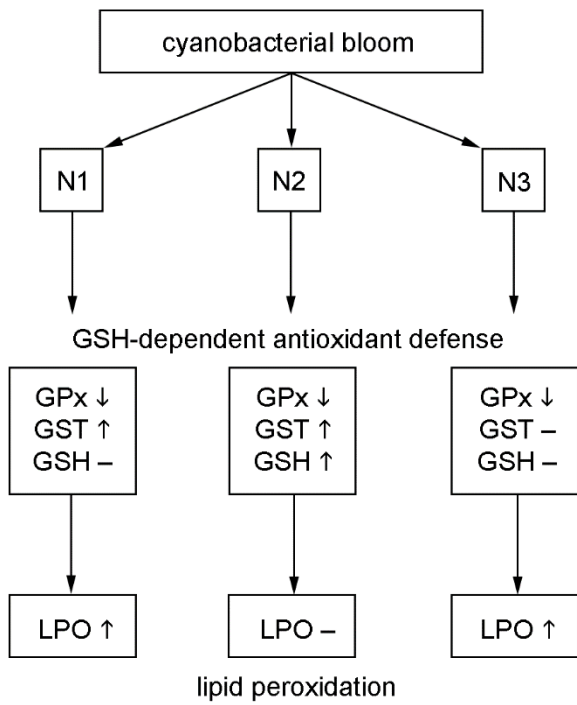 cyanobacterial bloom
N1 N2 N3
GSH-dependent antioxidant defense
GPx ↓ GPx ↓ GPx ↓
GST ↑ GST ↑ GST –
GSH – GSH ↑ GSH –
LPO ↑ LPO – LPO ↑
lipid peroxidation